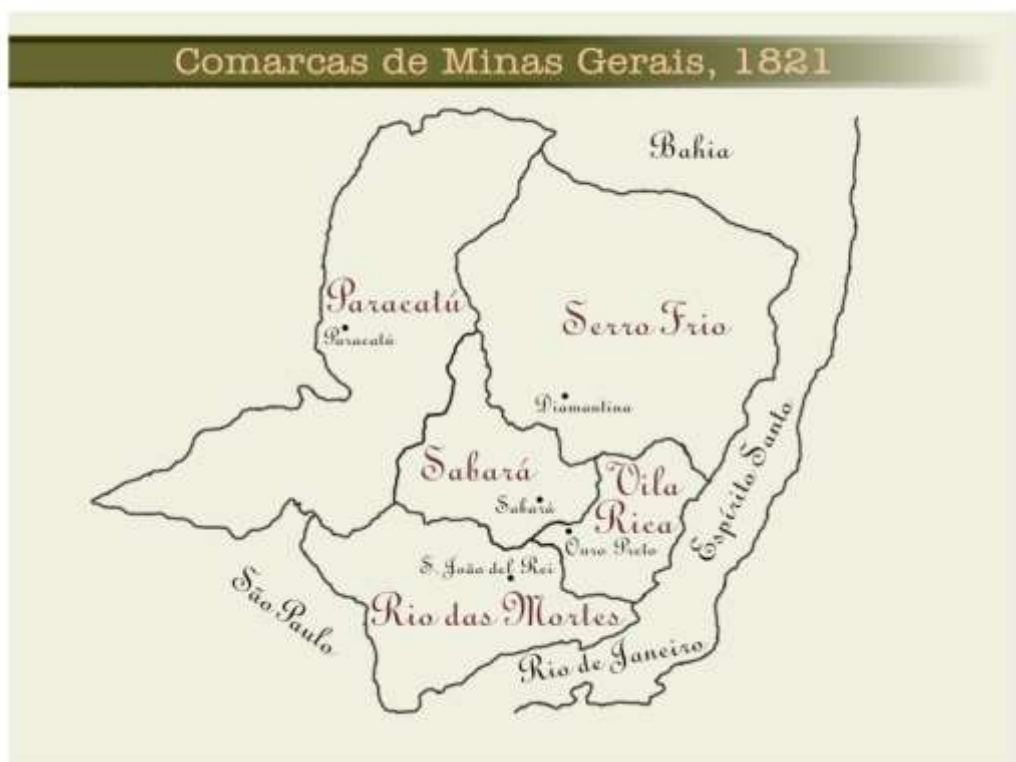 Comarcas de Minas Gerais, 1821
Bahia
Paracatú
Paracatú
Serro Frio
Diamantina
Sabará
Sabará
Vila
Rica
Ouro Preto
Espírito Santo
S. João del Rei
Rio das Mortes
São Paulo
Rio de Janeiro